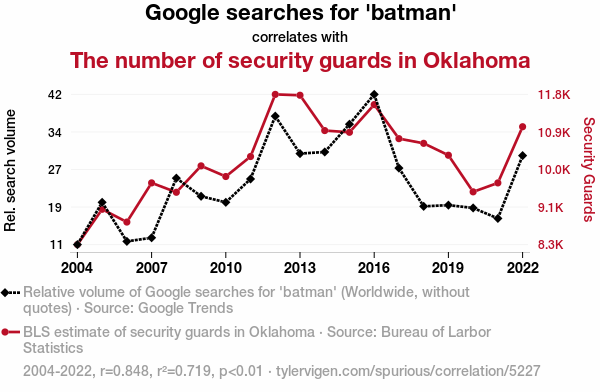 Google searches for 'batman'
correlates with
The number of security guards in Oklahoma
42 11.8K
34 10.9K
27 10.0K
19 9.1K
11 8.3K
Rel. search volume
Security Guards
2004 2007 2010 2013 2016 2019 2022
Relative volume of Google searches for 'batman' (Worldwide, without
quotes) · Source: Google Trends
BLS estimate of security guards in Oklahoma · Source: Bureau of Larbor
Statistics
2004-2022, r=0.848, r²=0.719, p<0.01 · tylervigen.com/spurious/correlation/5227